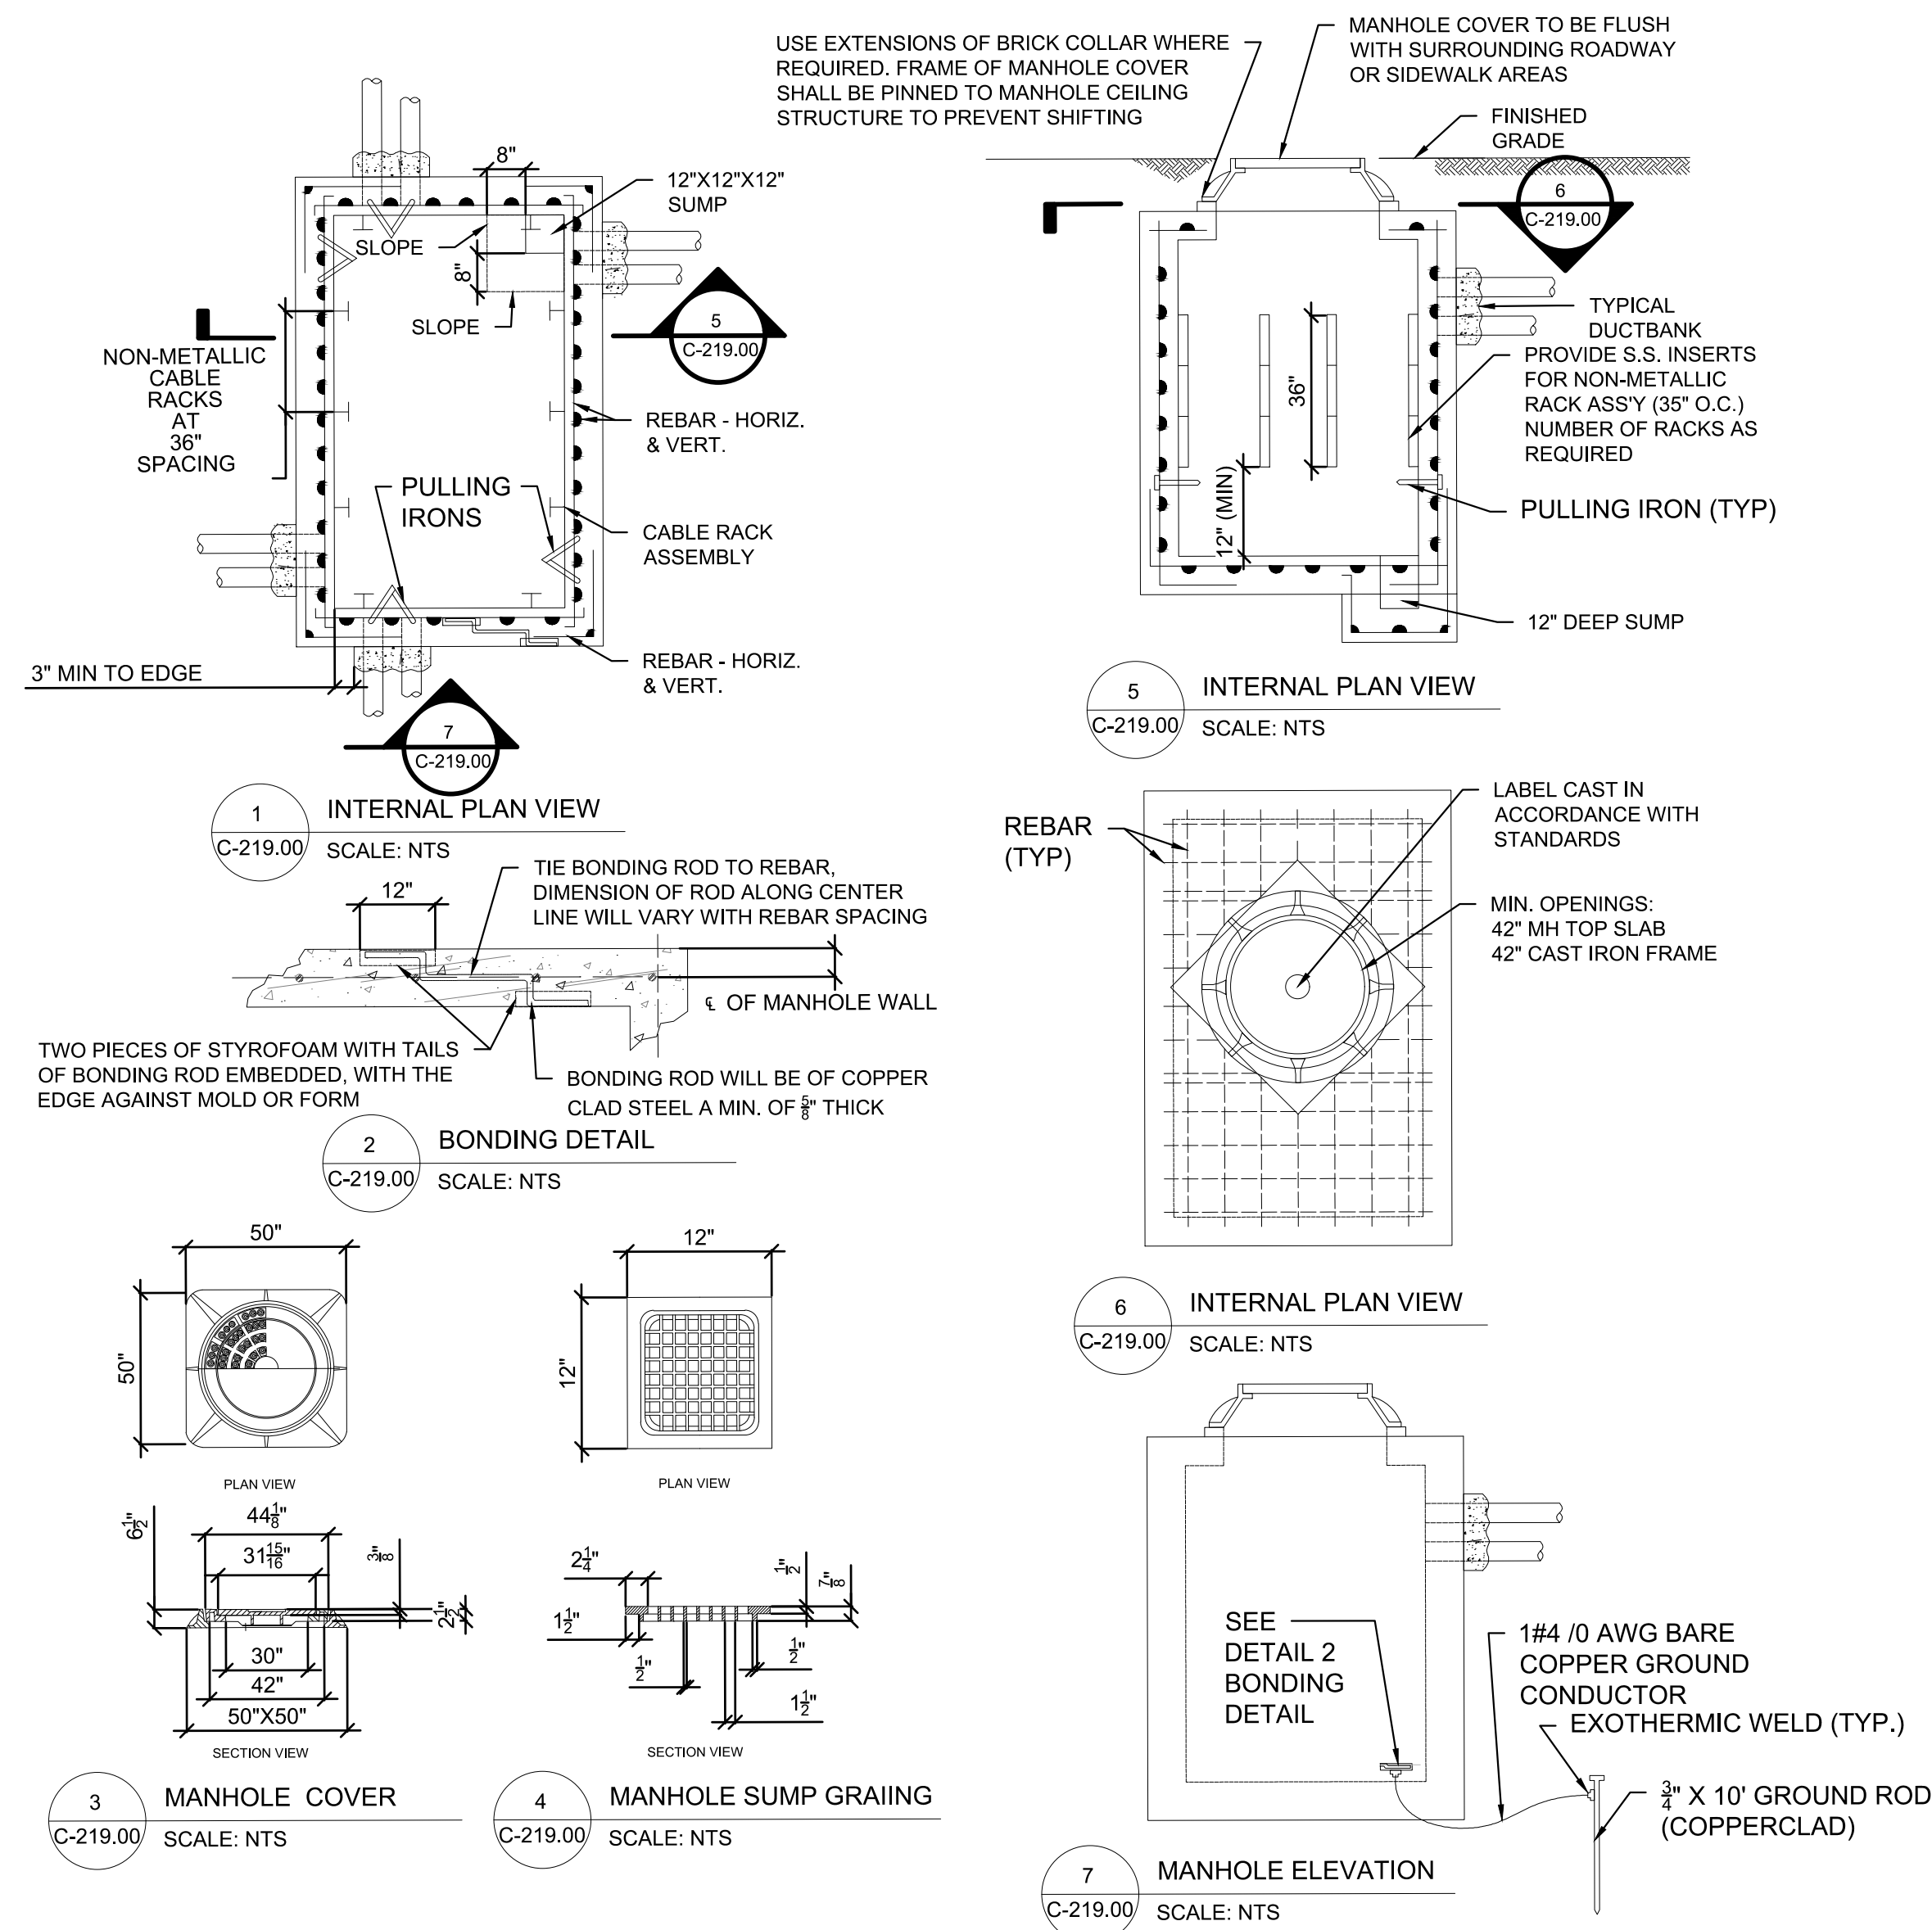 USE EXTENSIONS OF BRICK COLLAR WHERE
REQUIRED. FRAME OF MANHOLE COVER
SHALL BE PINNED TO MANHOLE CEILING
STRUCTURE TO PREVENT SHIFTING
MANHOLE COVER TO BE FLUSH
WITH SURROUNDING ROADWAY
OR SIDEWALK AREAS
FINISHED
GRADE
8"
12"X12"X12"
SUMP
SLOPE
8"
SLOPE
5
C-219.00
NON-METALLIC
CABLE
RACKS
AT
36"
SPACING
REBAR - HORIZ.
& VERT.
PULLING
IRONS
CABLE RACK
ASSEMBLY
3" MIN TO EDGE
REBAR - HORIZ.
& VERT.
7
C-219.00
1
C-219.00
INTERNAL PLAN VIEW
SCALE: NTS
6
C-219.00
TYPICAL
DUCTBANK
PROVIDE S.S. INSERTS
FOR NON-METALLIC
RACK ASS'Y (35" O.C.)
NUMBER OF RACKS AS
REQUIRED
36"
12" (MIN)
PULLING IRON (TYP)
12" DEEP SUMP
5
C-219.00
INTERNAL PLAN VIEW
SCALE: NTS
12"
TIE BONDING ROD TO REBAR,
DIMENSION OF ROD ALONG CENTER
LINE WILL VARY WITH REBAR SPACING
℄ OF MANHOLE WALL
TWO PIECES OF STYROFOAM WITH TAILS
OF BONDING ROD EMBEDDED, WITH THE
EDGE AGAINST MOLD OR FORM
BONDING ROD WILL BE OF COPPER
CLAD STEEL A MIN. OF 5/8" THICK
2
C-219.00
BONDING DETAIL
SCALE: NTS
REBAR
(TYP)
LABEL CAST IN
ACCORDANCE WITH
STANDARDS
MIN. OPENINGS:
42" MH TOP SLAB
42" CAST IRON FRAME
6
C-219.00
INTERNAL PLAN VIEW
SCALE: NTS
50"
50"
PLAN VIEW
6 1/2"
44 1/8"
31 15/16"
3/8"
2 1/2"
30"
42"
50"X50"
SECTION VIEW
3
C-219.00
MANHOLE COVER
SCALE: NTS
12"
12"
PLAN VIEW
2 1/4"
1 1/2"
1/2"
1/2"
7/8"
1/2"
1 1/2"
SECTION VIEW
4
C-219.00
MANHOLE SUMP GRAIING
SCALE: NTS
SEE
DETAIL 2
BONDING
DETAIL
1#4 /0 AWG BARE
COPPER GROUND
CONDUCTOR
EXOTHERMIC WELD (TYP.)
3/4" X 10' GROUND ROD
(COPPERCLAD)
7
C-219.00
MANHOLE ELEVATION
SCALE: NTS